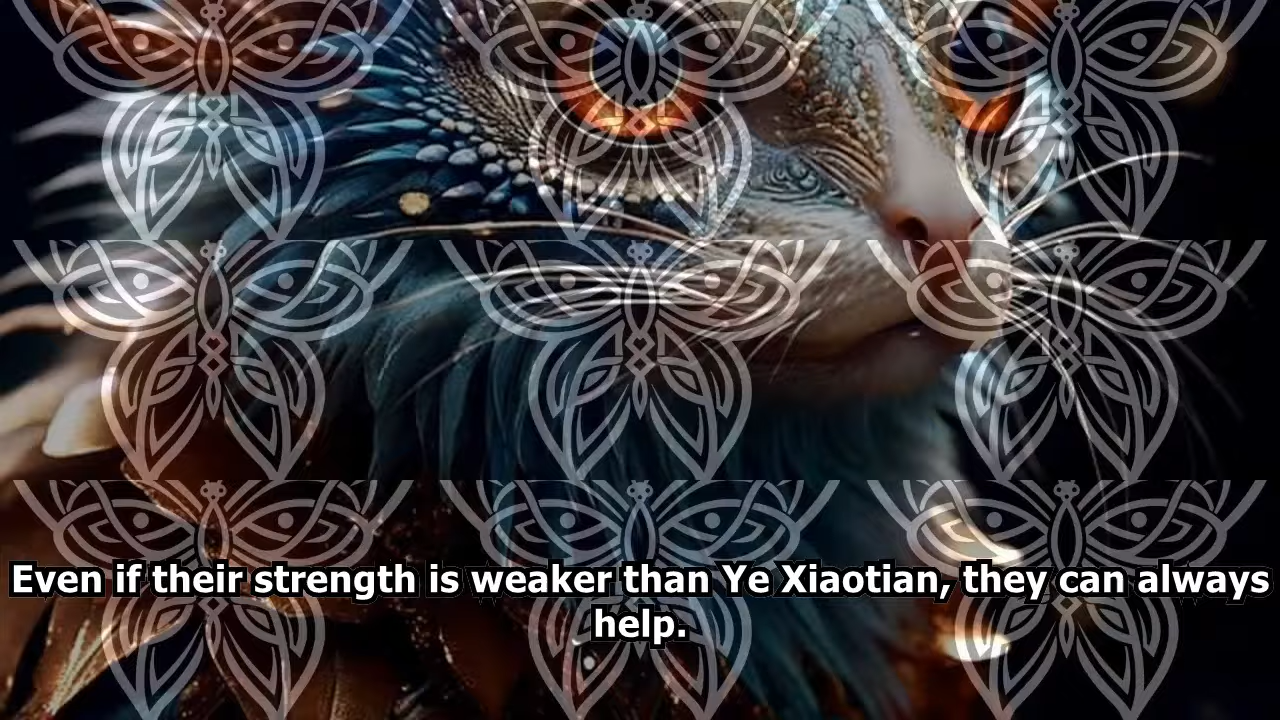 Even if their strength is weaker than Ye Xiaotian, they can always
help.